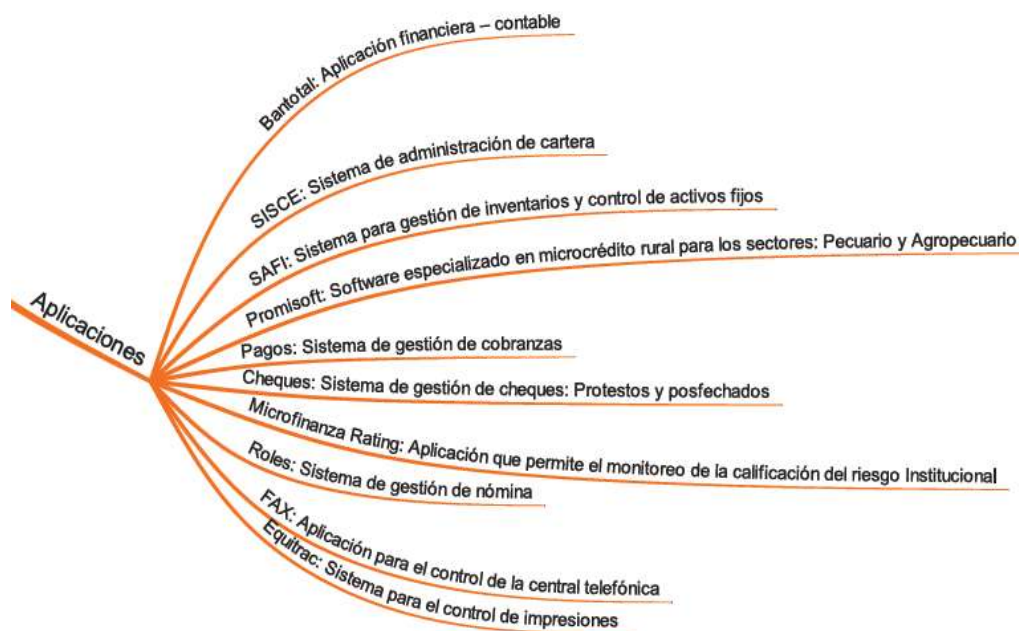 Bantotal: Aplicación financiera – contable
SISCE: Sistema de administración de cartera
SAFI: Sistema para gestión de inventarios y control de activos fijos
Promisoft: Software especializado en microcrédito rural para los sectores: Pecuario y Agropecuario
Aplicaciones
Pagos: Sistema de gestión de cobranzas
Cheques: Sistema de gestión de cheques: Protestos y posfechados
Microfinanza Rating: Aplicación que permite el monitoreo de la calificación del riesgo Institucional
Roles: Sistema de gestión de nómina
FAX: Aplicación para el control de la central telefónica
Equitrac: Sistema para el control de impresiones